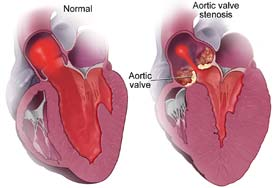 Normal
Aortic valve
stenosis
Aortic
valve